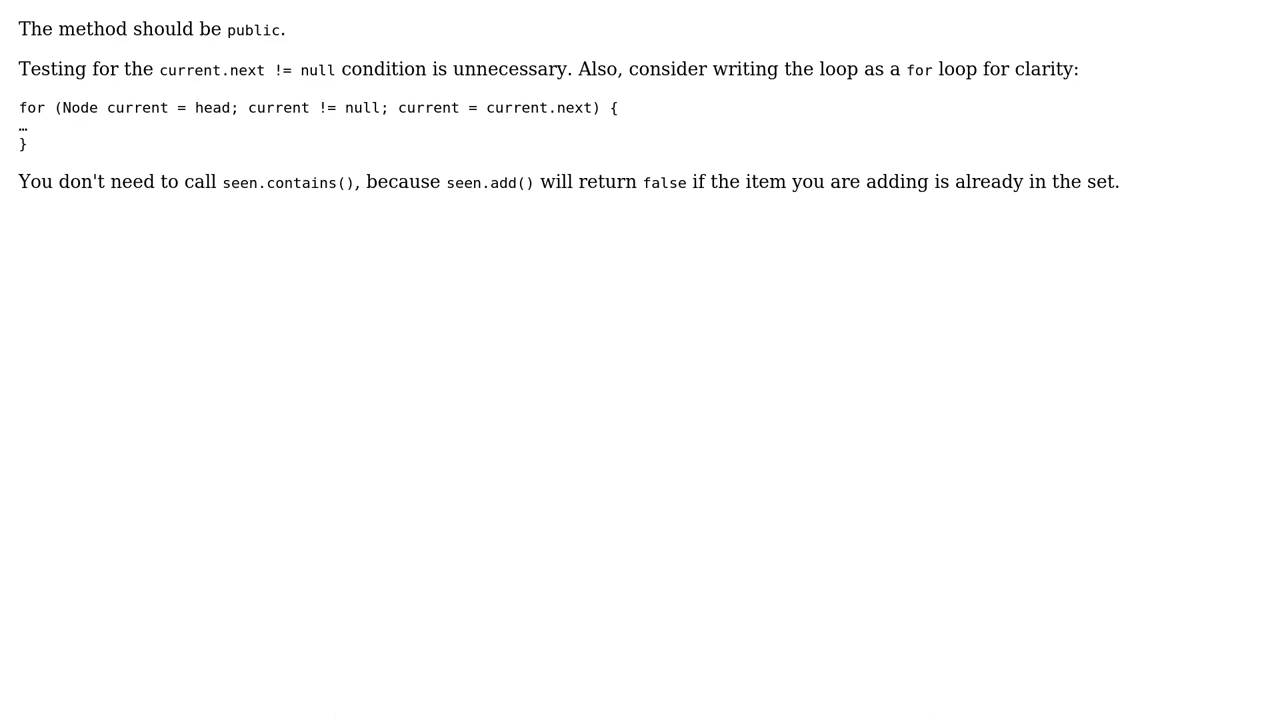 The method should be public.
Testing for the current.next != null condition is unnecessary. Also, consider writing the loop as a for loop for clarity:
for (Node current = head; current != null; current = current.next) {
…
}
You don't need to call seen.contains(), because seen.add() will return false if the item you are adding is already in the set.